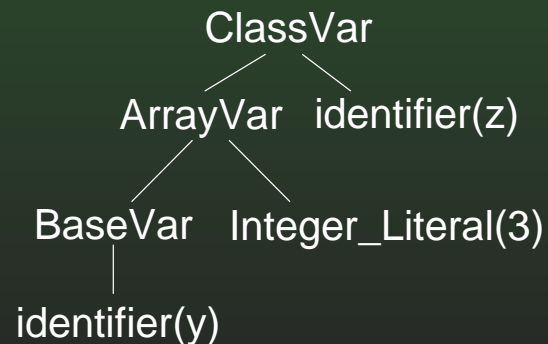 ClassVar
ArrayVar identifier(z)
BaseVar Integer_Literal(3)
identifier(y)